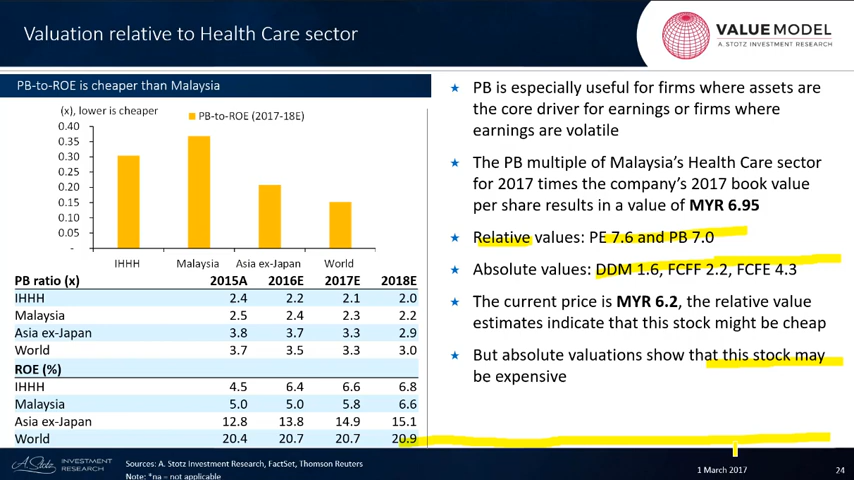 Valuation relative to Health Care sector
VALUE MODEL
A. STOTZ INVESTMENT RESEARCH
PB-to-ROE is cheaper than Malaysia
(x), lower is cheaper
PB-to-ROE (2017-18E)
0.40
0.35
0.30
0.25
0.20
0.15
0.10
0.05
-
IHHH Malaysia Asia ex-Japan World
PB ratio (x) 2015A 2016E 2017E 2018E
IHHH 2.4 2.2 2.1 2.0
Malaysia 2.5 2.4 2.3 2.2
Asia ex-Japan 3.8 3.7 3.3 2.9
World 3.7 3.5 3.3 3.0
ROE (%)
IHHH 4.5 6.4 6.6 6.8
Malaysia 5.0 5.0 5.8 6.6
Asia ex-Japan 12.8 13.8 14.9 15.1
World 20.4 20.7 20.7 20.9
PB is especially useful for firms where assets are
the core driver for earnings or firms where
earnings are volatile
The PB multiple of Malaysia's Health Care sector
for 2017 times the company's 2017 book value
per share results in a value of MYR 6.95
Relative values: PE 7.6 and PB 7.0
Absolute values: DDM 1.6, FCFF 2.2, FCFE 4.3
The current price is MYR 6.2, the relative value
estimates indicate that this stock might be cheap
But absolute valuations show that this stock may
be expensive
A. Stotz INVESTMENT
RESEARCH
Sources: A. Stotz Investment Research, FactSet, Thomson Reuters
Note: *na = not applicable
1 March 2017
24